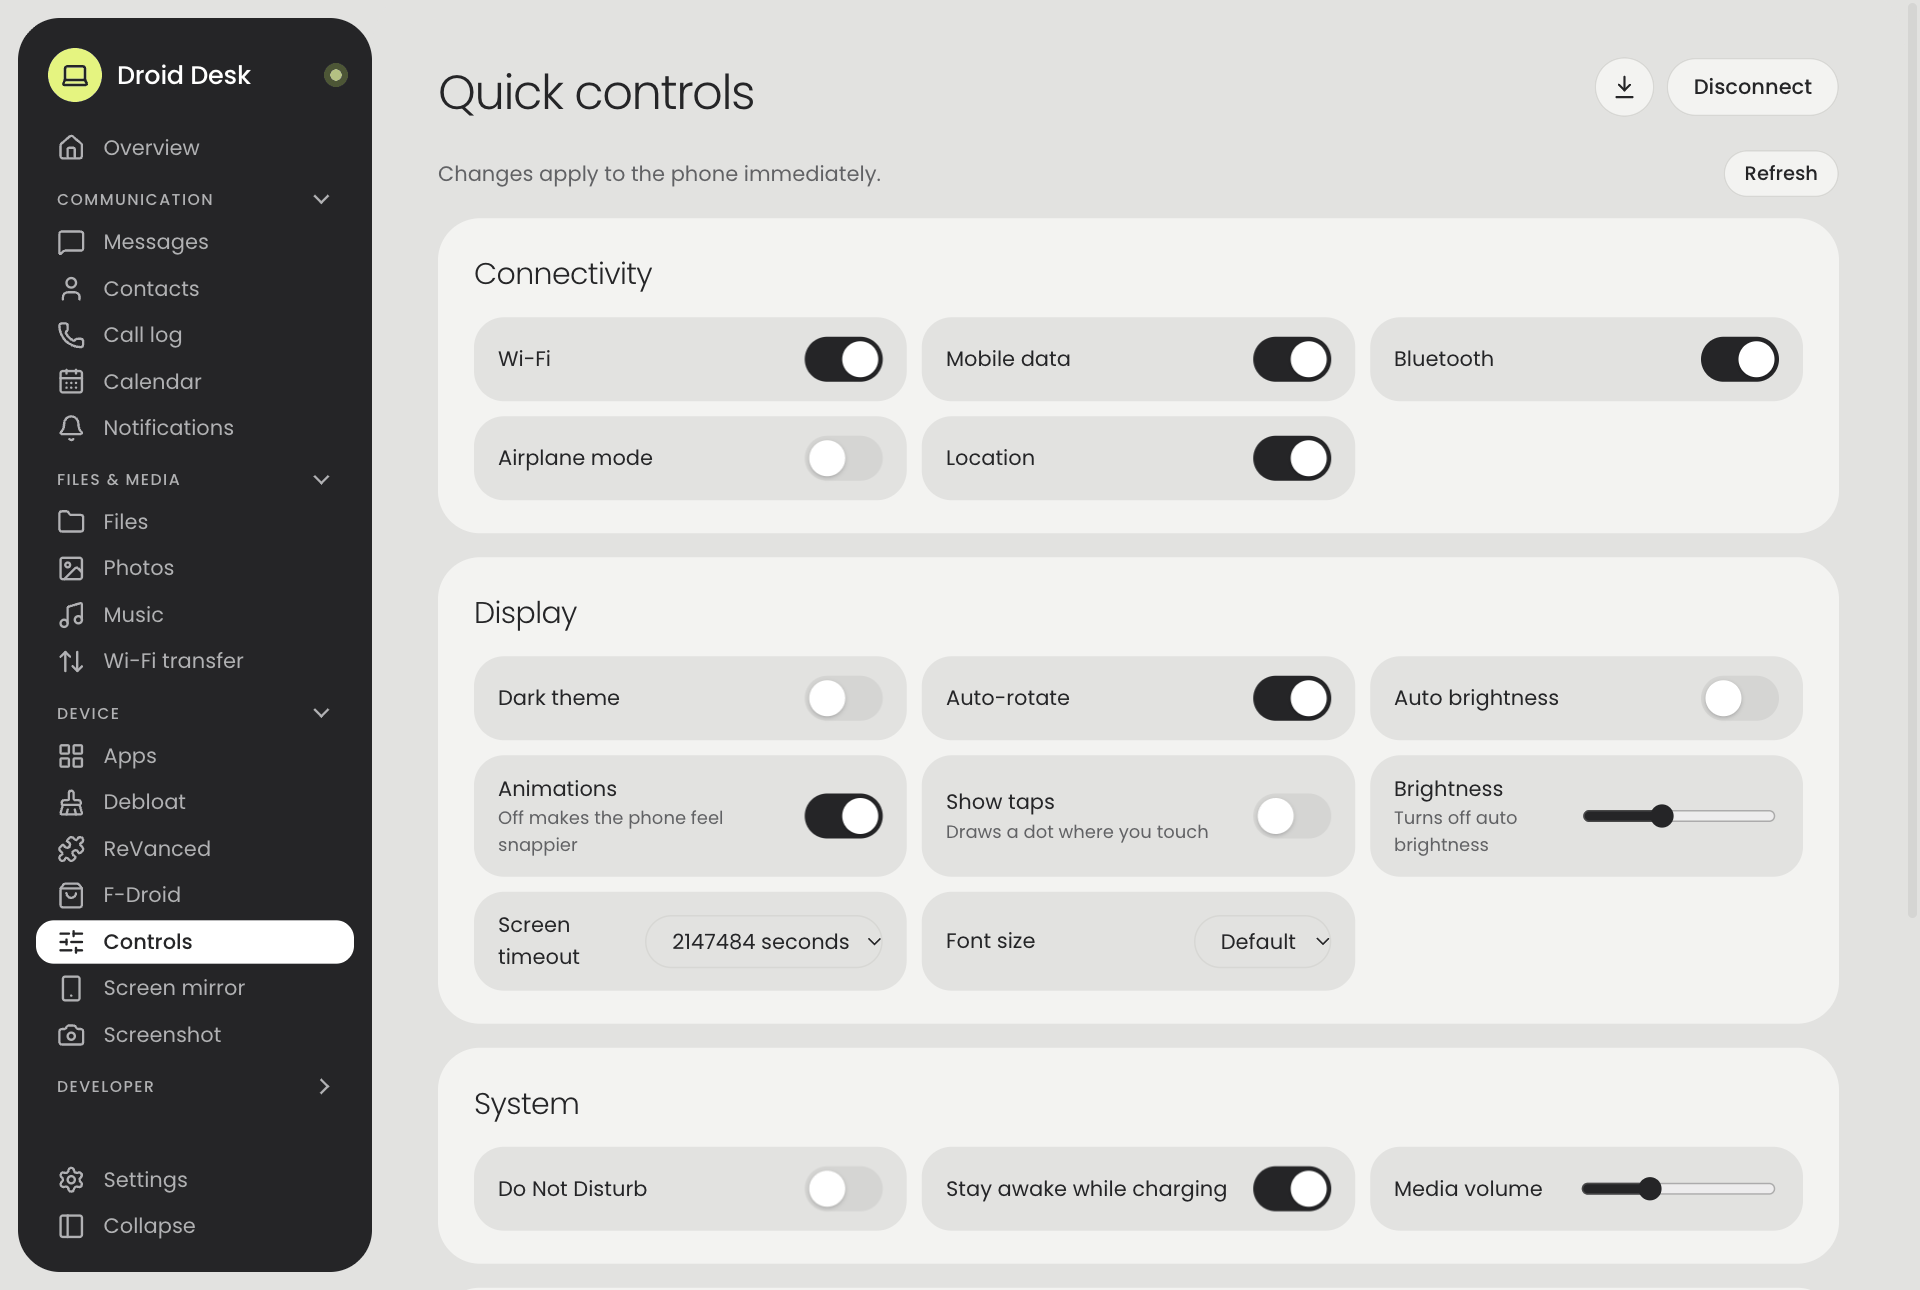 Droid Desk
Overview
COMMUNICATION
Messages
Contacts
Call log
Calendar
Notifications
FILES & MEDIA
Files
Photos
Music
Wi-Fi transfer
DEVICE
Apps
Debloat
ReVanced
F-Droid
Controls
Screen mirror
Screenshot
DEVELOPER
Settings
Collapse
Quick controls
Disconnect
Changes apply to the phone immediately.
Refresh
Connectivity
Wi-Fi
Mobile data
Bluetooth
Airplane mode
Location
Display
Dark theme
Auto-rotate
Auto brightness
Animations
Off makes the phone feel
snappier
Show taps
Draws a dot where you touch
Brightness
Turns off auto
brightness
Screen
timeout
2147484 seconds
Font size
Default
System
Do Not Disturb
Stay awake while charging
Media volume